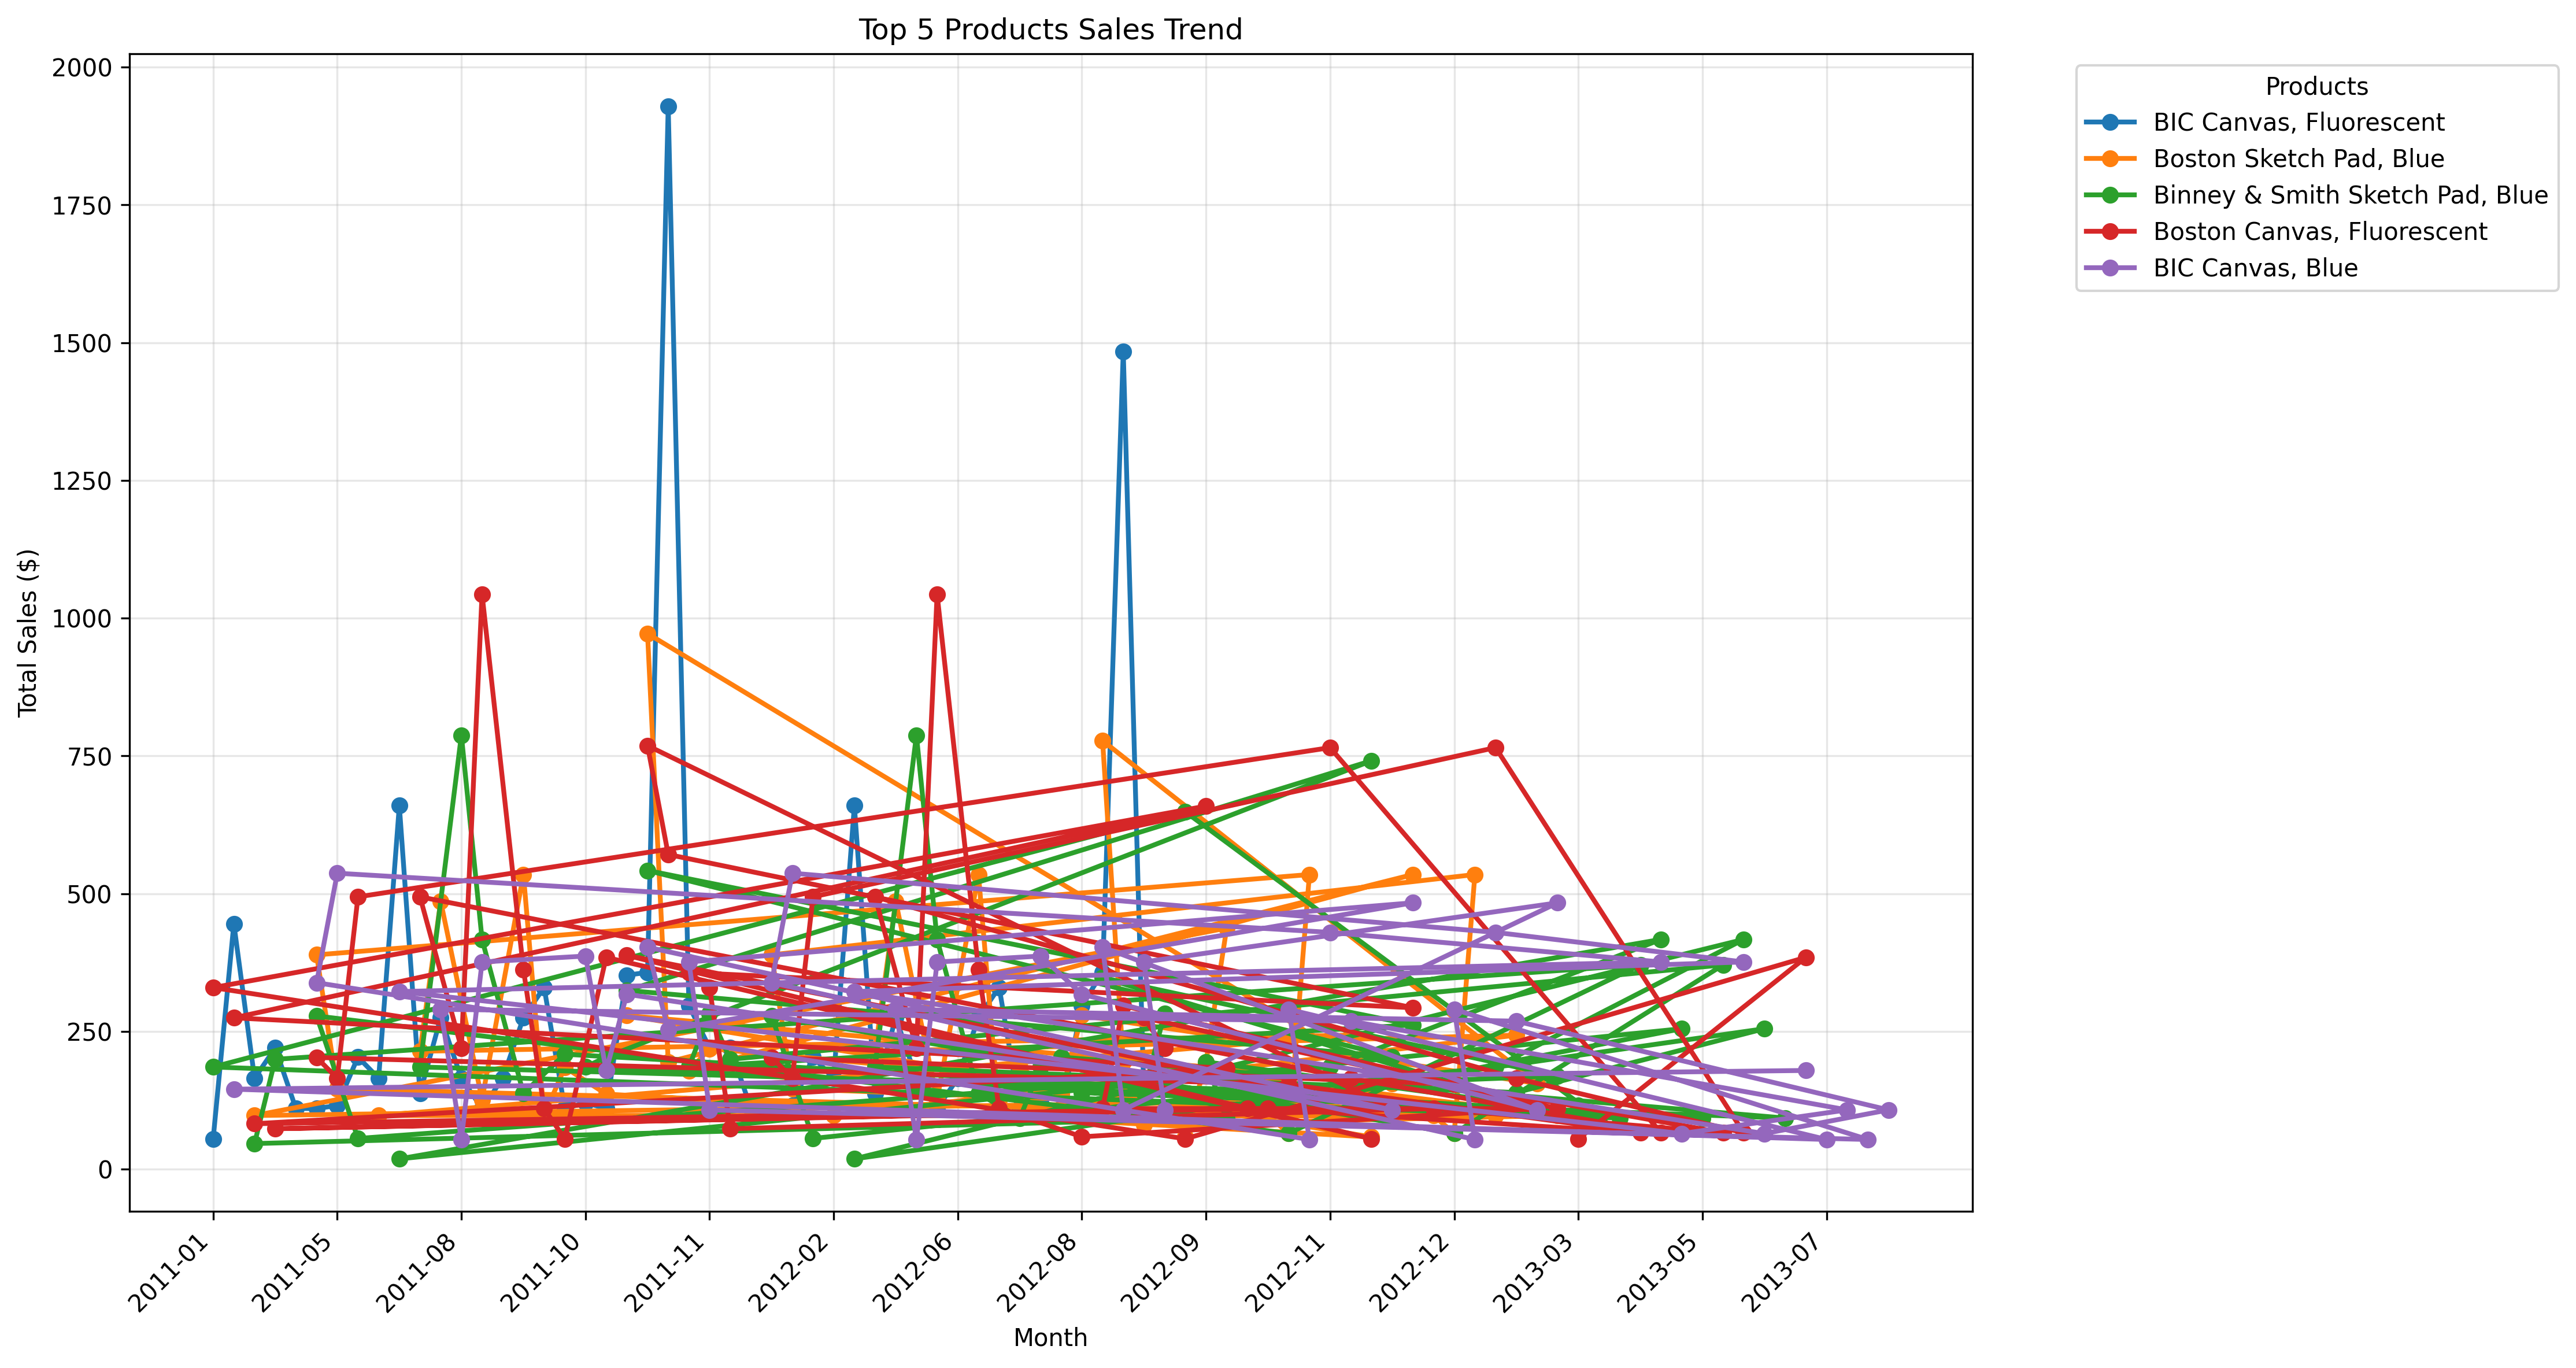 Top 5 Products Sales Trend
Total Sales ($)
2000
1750
1500
1250
1000
750
500
250
0
2011-01
2011-05
2011-08
2011-10
2011-11
2012-02
2012-06
2012-08
2012-09
2012-11
2012-12
2013-03
2013-05
2013-07
Month
Products
BIC Canvas, Fluorescent
Boston Sketch Pad, Blue
Binney & Smith Sketch Pad, Blue
Boston Canvas, Fluorescent
BIC Canvas, Blue